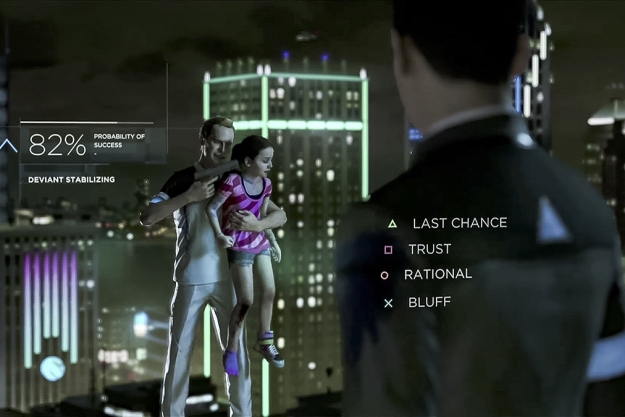 82%
PROBABILITY OF
SUCCESS
DEVIANT STABILIZING
LAST CHANCE
TRUST
RATIONAL
BLUFF